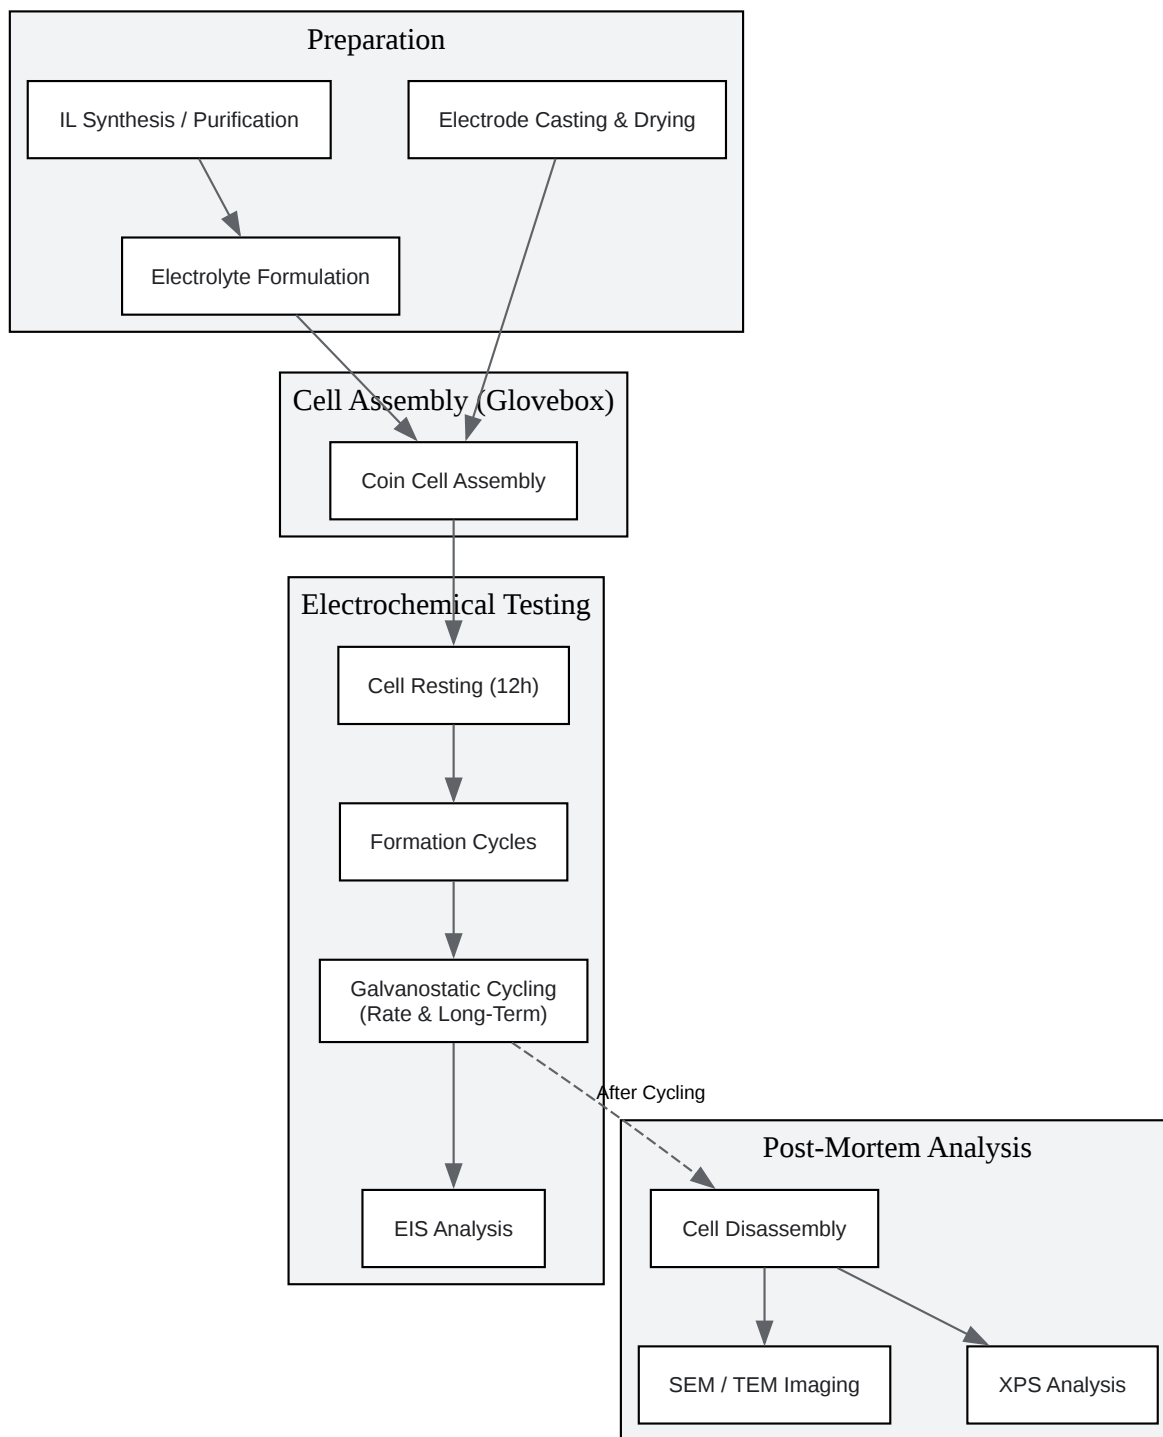 Preparation
IL Synthesis / Purification
Electrode Casting & Drying
Electrolyte Formulation
Cell Assembly (Glovebox)
Coin Cell Assembly
Electrochemical Testing
Cell Resting (12h)
Formation Cycles
Galvanostatic Cycling
(Rate & Long-Term)
After Cycling
Post-Mortem Analysis
EIS Analysis
Cell Disassembly
SEM / TEM Imaging
XPS Analysis